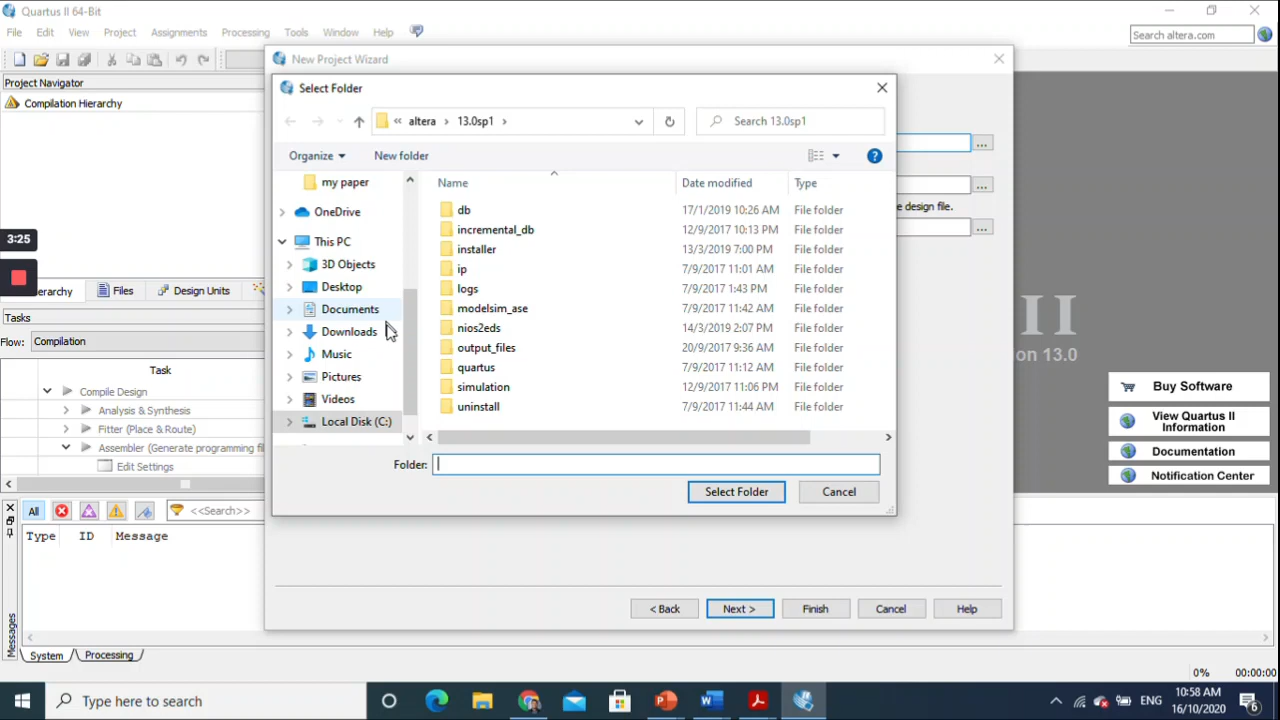 Quartus II 64-Bit
File Edit View Project Assignments Processing Tools Window Help
Search altera.com
Project Navigator
Compilation Hierarchy
New Project Wizard
Select Folder
« altera › 13.0sp1 ›
Search 13.0sp1
Organize New folder
my paper
OneDrive
This PC
3D Objects
Desktop
Documents
Downloads
Music
Pictures
Videos
Local Disk (C:)
Name Date modified Type
db 17/1/2019 10:26 AM File folder
incremental_db 12/9/2017 10:13 PM File folder
installer 13/3/2019 7:00 PM File folder
ip 7/9/2017 11:01 AM File folder
logs 7/9/2017 1:43 PM File folder
modelsim_ase 7/9/2017 11:42 AM File folder
nios2eds 14/3/2019 2:07 PM File folder
output_files 20/9/2017 9:36 AM File folder
quartus 7/9/2017 11:12 AM File folder
simulation 12/9/2017 11:06 PM File folder
uninstall 7/9/2017 11:44 AM File folder
Folder:
Select Folder Cancel
...
...
e design file.
...
3:25
erarchy Files Design Units
Tasks
Flow: Compilation
Task
Compile Design
Analysis & Synthesis
Fitter (Place & Route)
Assembler (Generate programming fil
Edit Settings
II
on 13.0
Buy Software
View Quartus II
Information
Documentation
Notification Center
All <<Search>>
Type ID Message
Messages
< Back Next > Finish Cancel Help
System Processing
0% 00:00:00
Type here to search
ENG
10:58 AM
16/10/2020
6